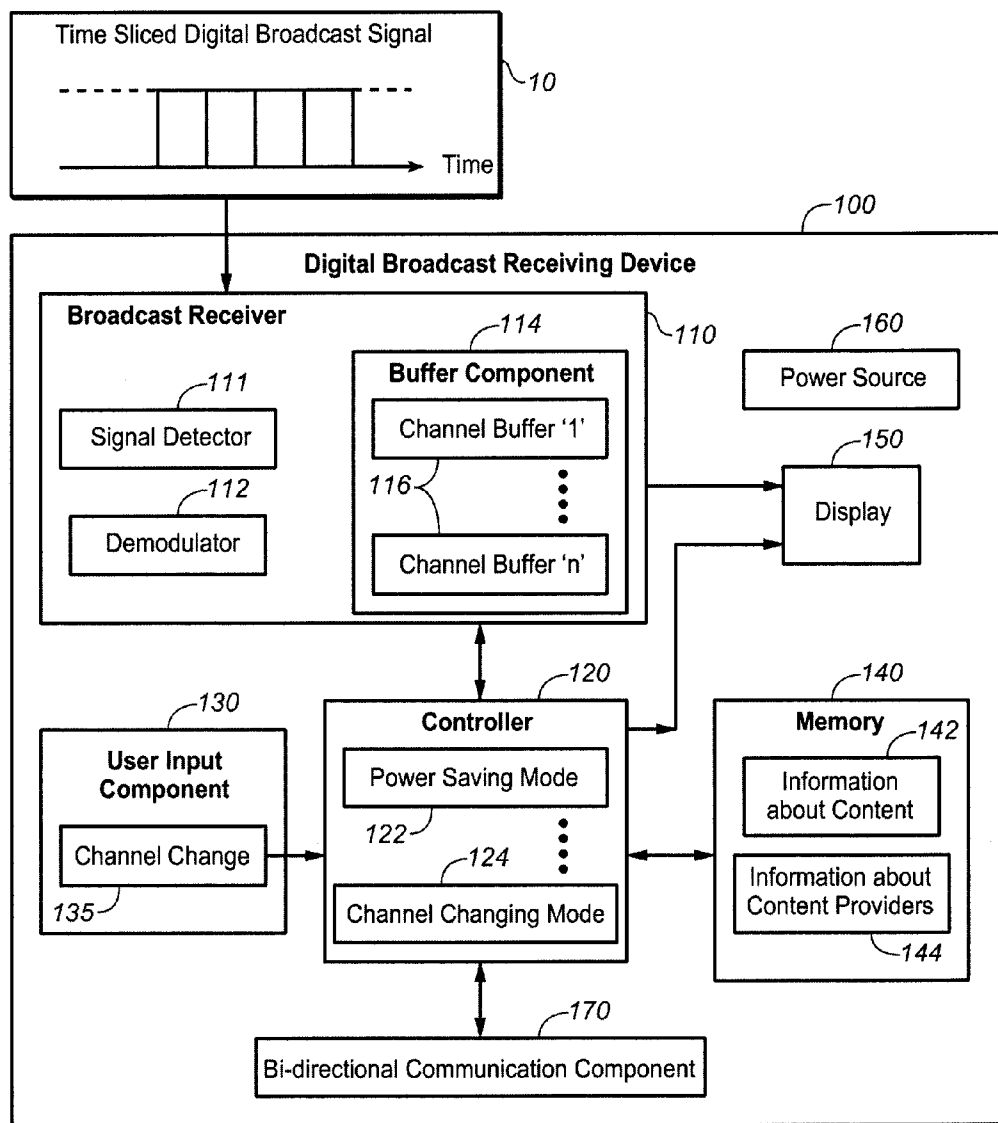 Time Sliced Digital Broadcast Signal
10
Time
100
Digital Broadcast Receiving Device
Broadcast Receiver
110
114
Buffer Component
111
Signal Detector
Channel Buffer '1'
116
112
Demodulator
Channel Buffer 'n'
160
Power Source
150
Display
120
Controller
Power Saving Mode
122
124
Channel Changing Mode
130
User Input
Component
Channel Change
135
140
Memory
142
Information
about Content
Information about
Content Providers
144
170
Bi-directional Communication Component